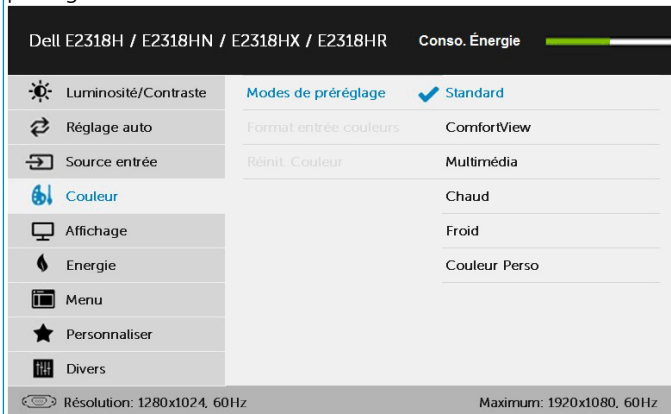 Dell E2318H / E2318HN / E2318HX / E2318HR Conso. Énergie
Luminosité/Contraste Modes de préréglage Standard
Réglage auto Format entrée couleurs ComfortView
Source entrée Réinit. Couleur Multimédia
Couleur Chaud
Affichage Froid
Energie Couleur Perso
Menu
Personnaliser
Divers
Résolution: 1280x1024, 60Hz Maximum: 1920x1080, 60Hz